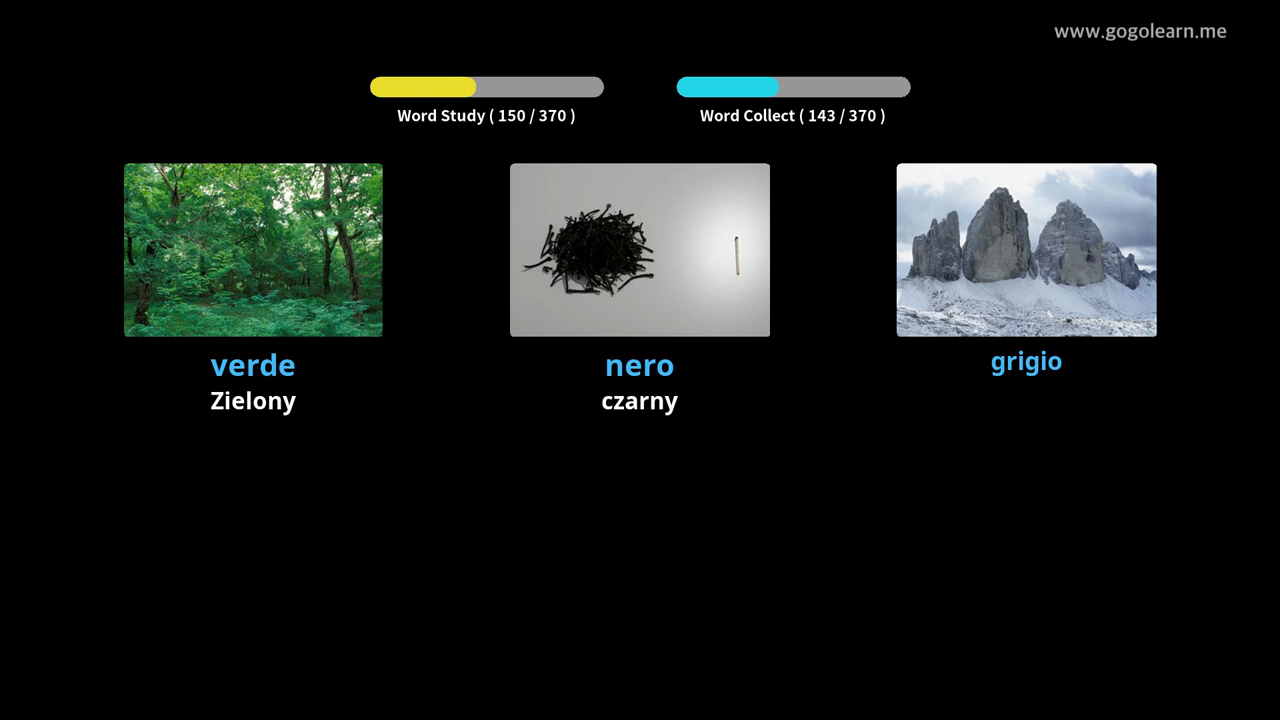 www.gogolearn.me
Word Study ( 150 / 370 )
Word Collect ( 143 / 370 )
verde
Zielony
nero
czarny
grigio